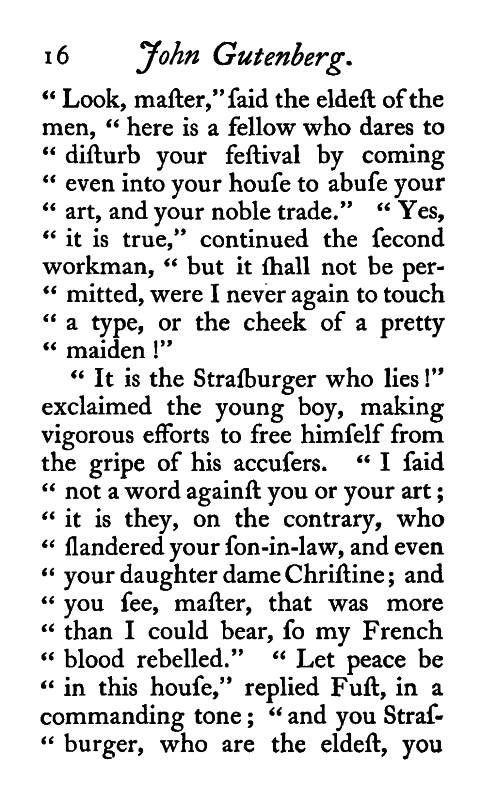 16 John Gutenberg.
“ Look, maſter,” ſaid the eldeſt of the
men, “ here is a fellow who dares to
“ diſturb your feſtival by coming
“ even into your houſe to abuſe your
“ art, and your noble trade.” “ Yes,
“ it is true,” continued the ſecond
workman, “ but it ſhall not be per-
“ mitted, were I never again to touch
“ a type, or the cheek of a pretty
“ maiden !”
“ It is the Straſburger who lies!”
exclaimed the young boy, making
vigorous efforts to free himſelf from
the gripe of his accuſers. “ I ſaid
“ not a word againſt you or your art ;
“ it is they, on the contrary, who
“ ſlandered your ſon-in-law, and even
“ your daughter dame Chriſtine ; and
“ you ſee, maſter, that was more
“ than I could bear, ſo my French
“ blood rebelled.” “ Let peace be
“ in this houſe,” replied Fuſt, in a
commanding tone ; “ and you Straſ-
“ burger, who are the eldeſt, you